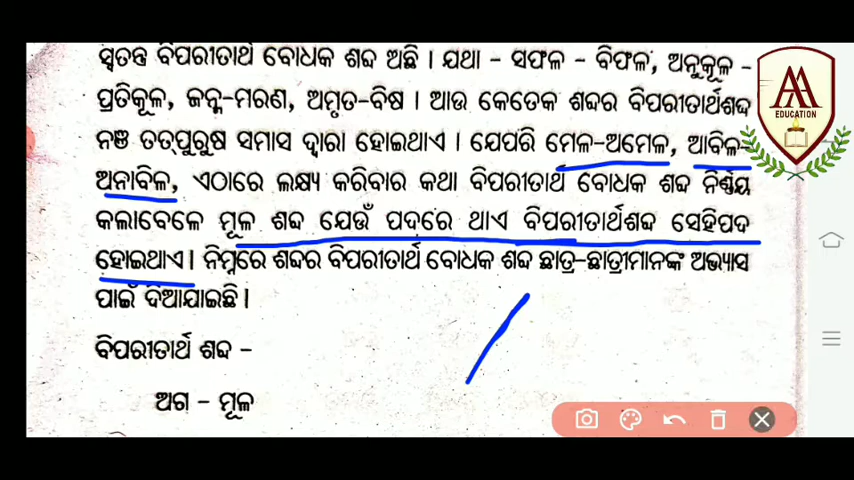 ସ୍ଵତନ୍ତ୍ର ବିପରୀତାର୍ଥ ବୋଧକ ଶବ୍ଦ ଅଛି । ଯଥା - ସଫଳ - ବିଫଳ, ଅନୁକୂଳ -
ପ୍ରତିକୂଳ, ଜନ୍ମ-ମରଣ, ଅମୃତ-ବିଷ । ଆଉ କେତେକ ଶବ୍ଦର ବିପରୀତାର୍ଥଶବ୍ଦ
ନଞ ତତ୍‌ପୁରୁଷ ସମାସ ଦ୍ଵାରା ହୋଇଥାଏ । ଯେପରି ମେଳ-ଅମେଳ, ଆବିଳ-
ଅନାବିଳ, ଏଠାରେ ଲକ୍ଷ୍ୟ କରିବାର କଥା ବିପରୀତାର୍ଥ ବୋଧକ ଶବ୍ଦ ନିର୍ଣ୍ଣୟ
କଲାବେଳେ ମୂଳ ଶବ୍ଦ ଯେଉଁ ପଦରେ ଥାଏ ବିପରୀତାର୍ଥଶବ୍ଦ ସେହିପଦ
ହୋଇଥାଏ । ନିମ୍ନରେ ଶବ୍ଦର ବିପରୀତାର୍ଥ ବୋଧକ ଶବ୍ଦ ଛାତ୍ର-ଛାତ୍ରୀମାନଙ୍କ ଅଭ୍ୟାସ
ପାଇଁ ଦିଆଯାଇଛି ।
ବିପରୀତାର୍ଥ ଶବ୍ଦ -
ଅଗ - ମୂଳ
AA
EDUCATION